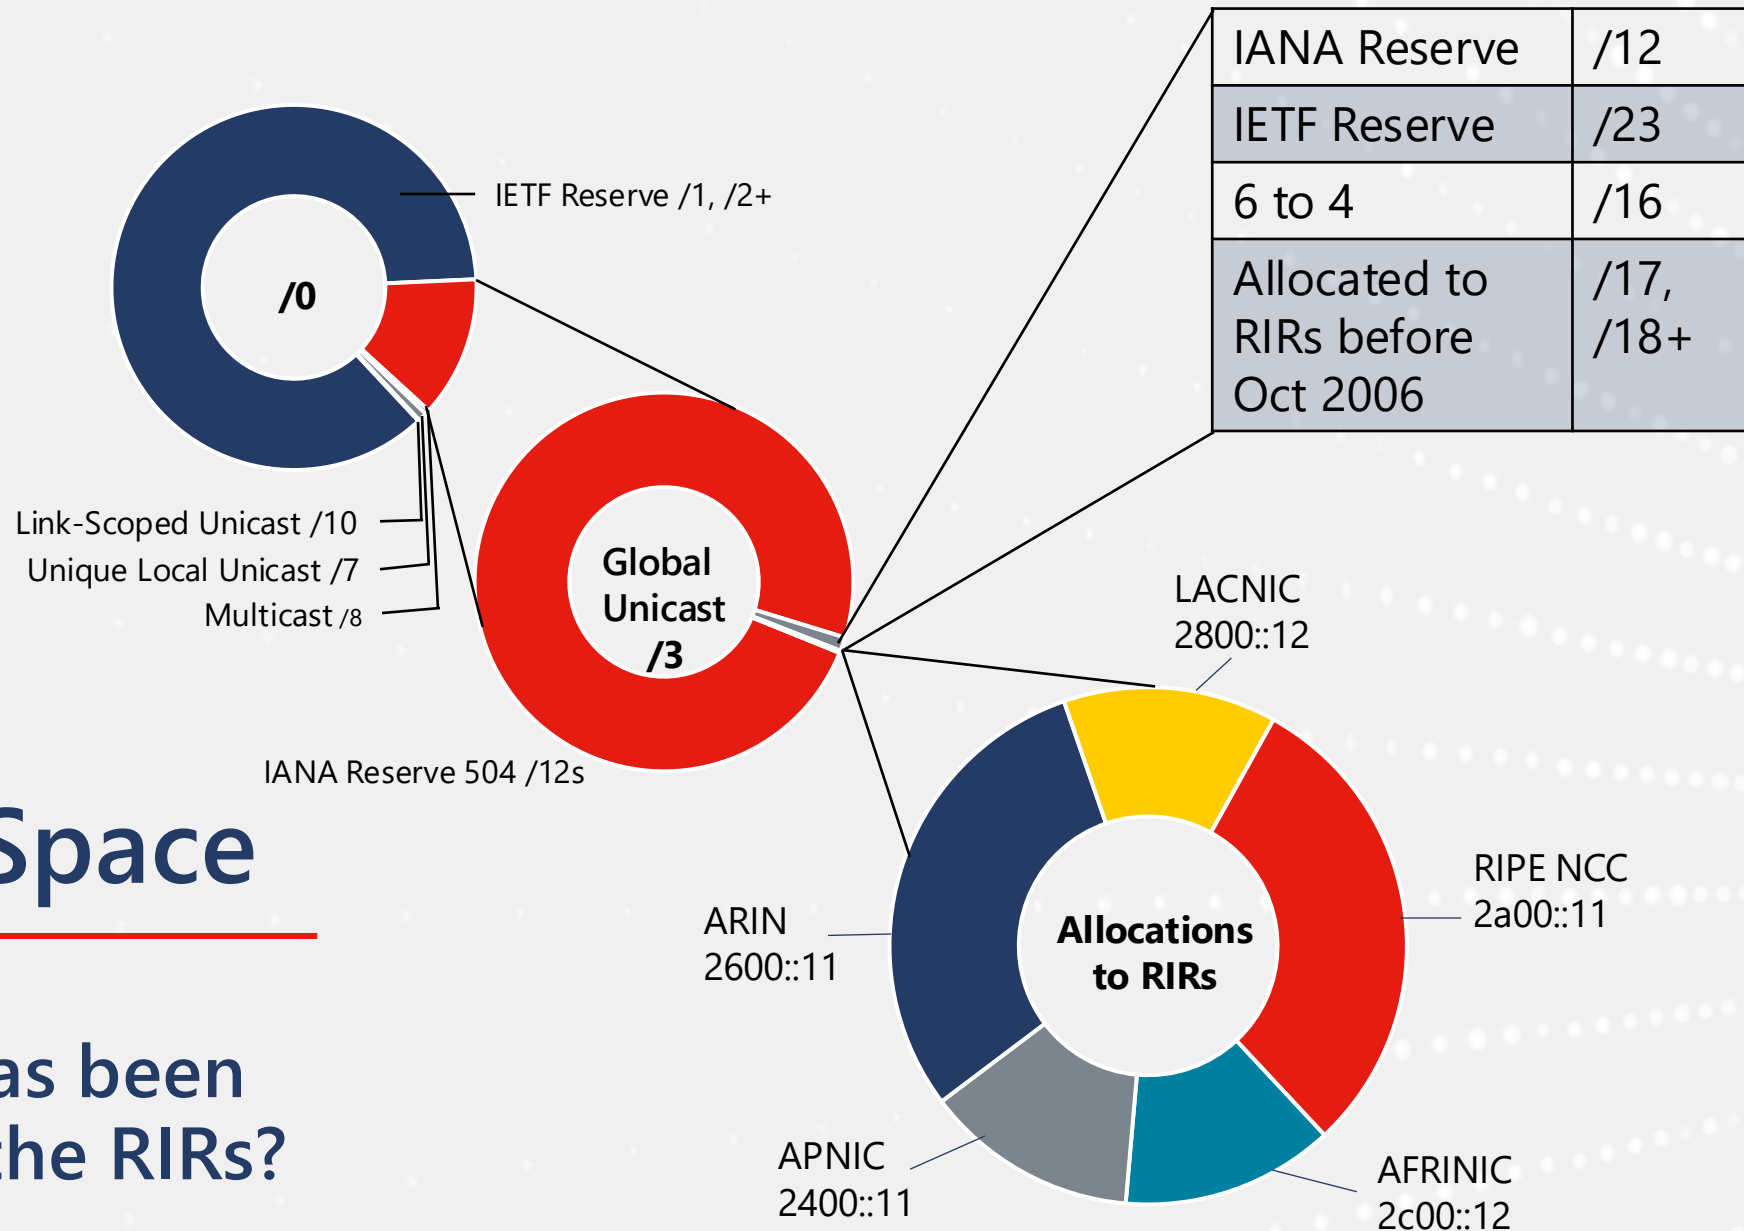 IANA Reserve /12
IETF Reserve /23
6 to 4 /16
Allocated to /17,
RIRs before /18+
Oct 2006
IETF Reserve /1, /2+
/0
Link-Scoped Unicast /10
Unique Local Unicast /7
Multicast /8
Global
Unicast
/3
IANA Reserve 504 /12s
LACNIC
2800::12
RIPE NCC
2a00::11
ARIN
2600::11
Allocations
to RIRs
APNIC
2400::11
AFRINIC
2c00::12
Space
as been
the RIRs?